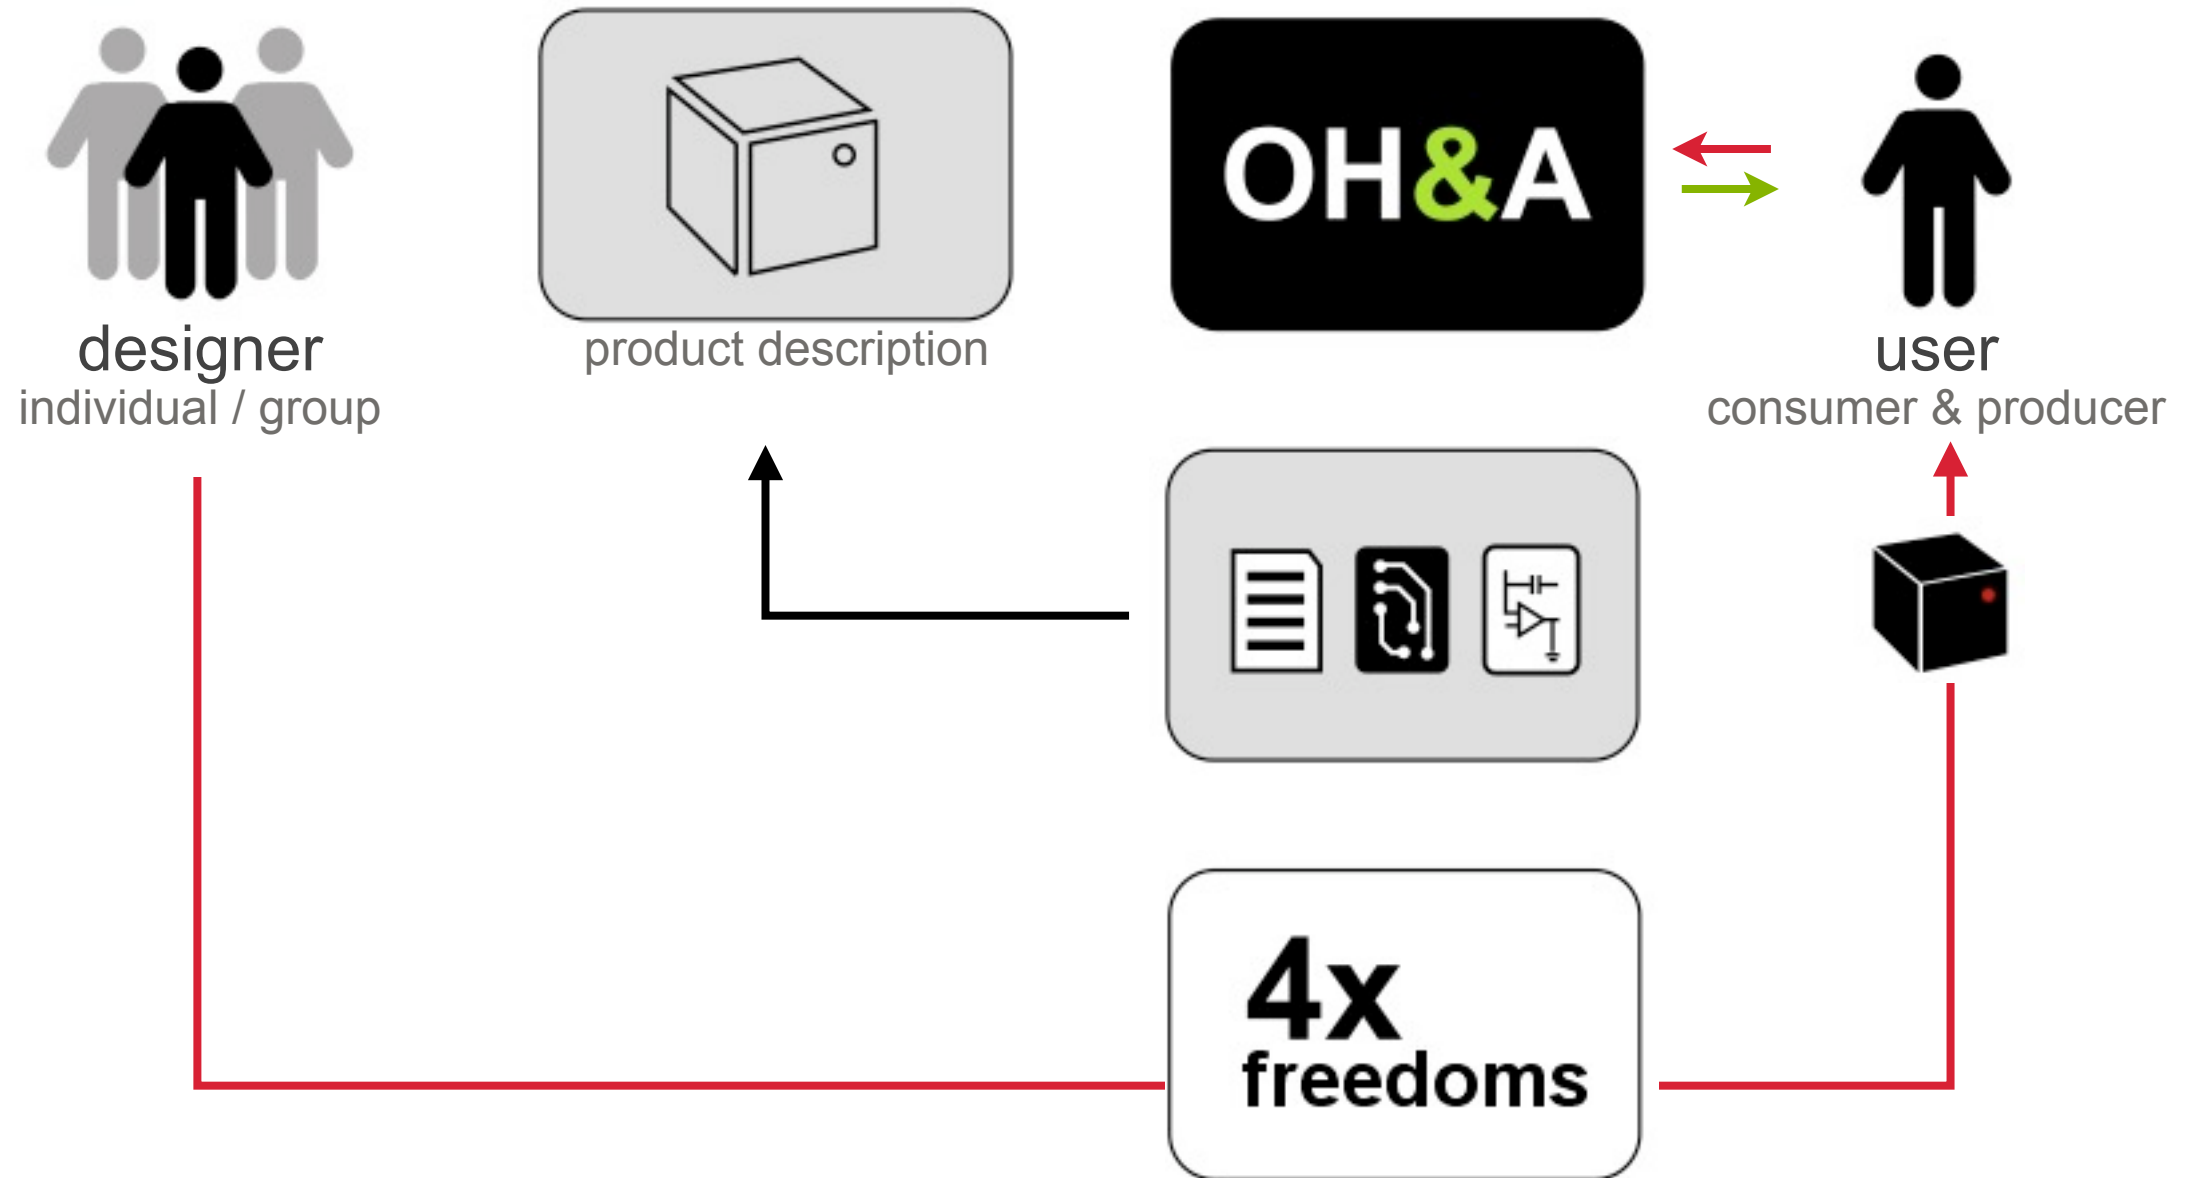 designer
individual / group
product description
OH&A
user
consumer & producer
4x
freedoms